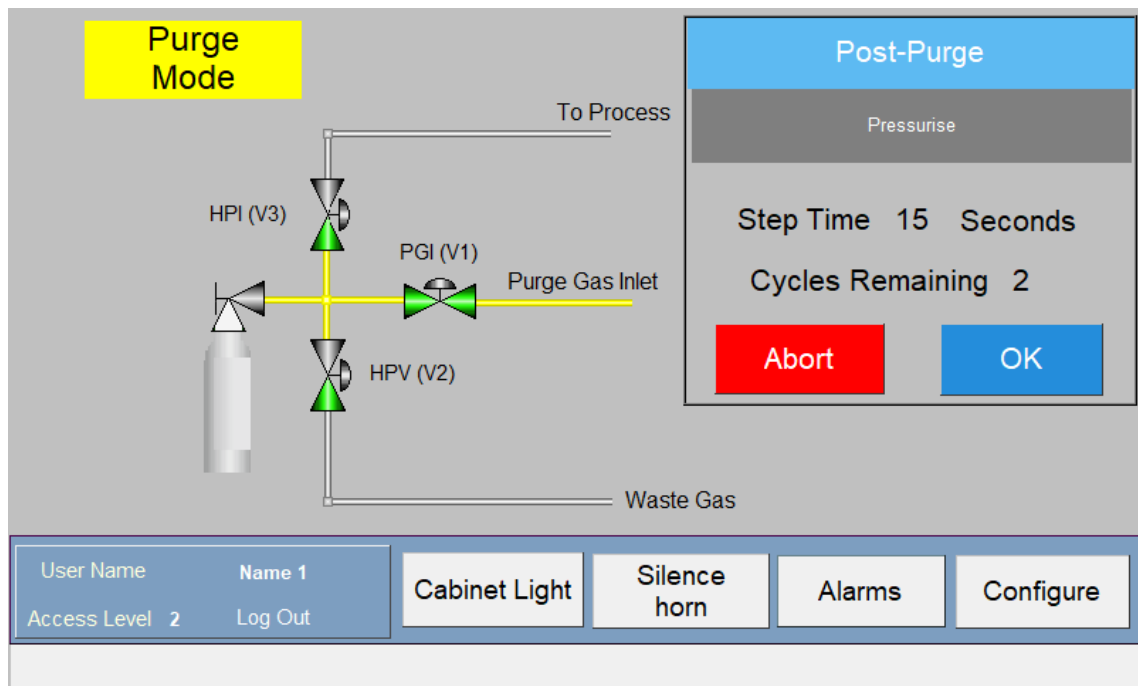 Purge
Mode
Post-Purge
Pressurise
To Process
HPI (V3)
PGI (V1)
Purge Gas Inlet
HPV (V2)
Waste Gas
Step Time 15 Seconds
Cycles Remaining 2
Abort
OK
User Name Name 1
Access Level 2 Log Out
Cabinet Light
Silence
horn
Alarms
Configure